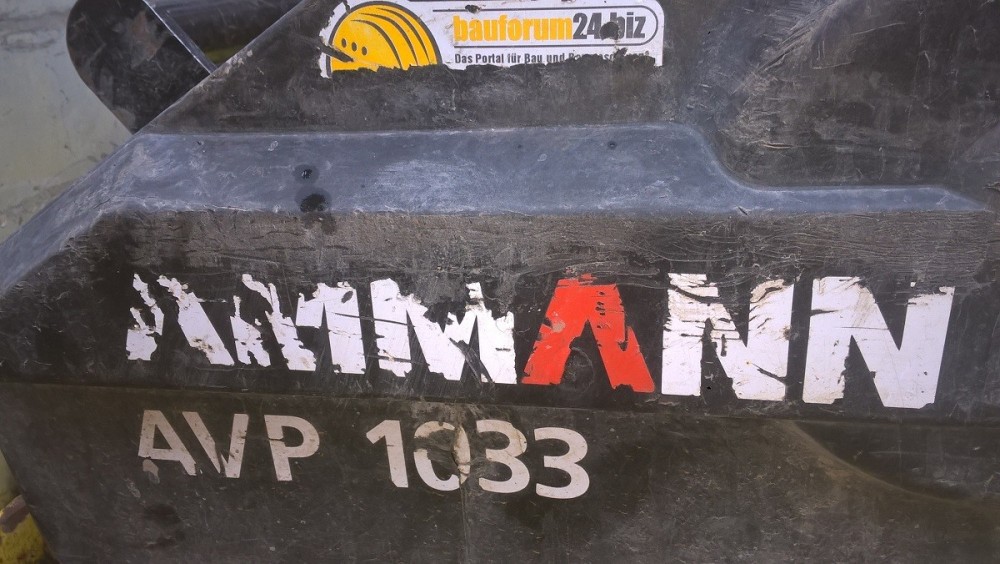 bauforum24.biz
Das Portal für Bau und
AMMANN
AVP 1033